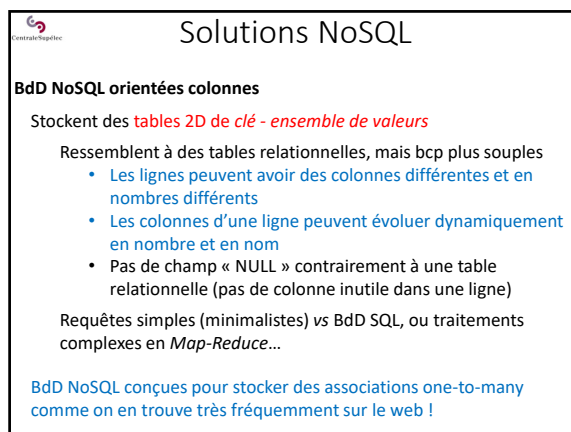 CentraleSupélec
Solutions NoSQL
BdD NoSQL orientées colonnes
Stockent des tables 2D de clé - ensemble de valeurs
Ressemblent à des tables relationnelles, mais bcp plus souples
• Les lignes peuvent avoir des colonnes différentes et en
nombres différents
• Les colonnes d'une ligne peuvent évoluer dynamiquement
en nombre et en nom
• Pas de champ « NULL » contrairement à une table
relationnelle (pas de colonne inutile dans une ligne)
Requêtes simples (minimalistes) vs BdD SQL, ou traitements
complexes en Map-Reduce…
BdD NoSQL conçues pour stocker des associations one-to-many
comme on en trouve très fréquemment sur le web !